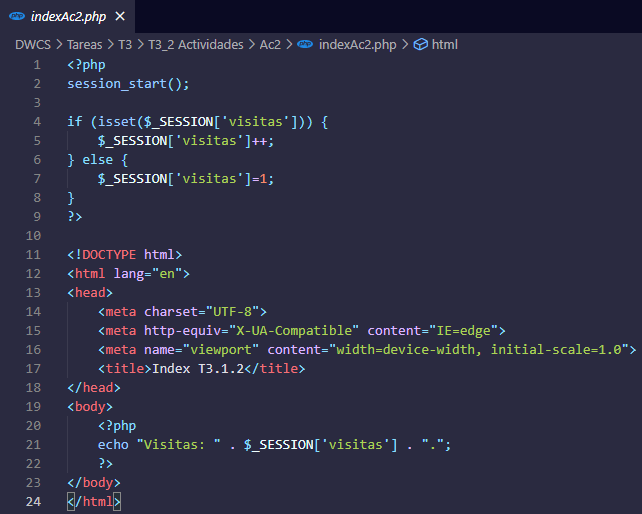 indexAc2.php ×
DWCS > Tareas > T3 > T3_2 Actividades > Ac2 > php indexAc2.php > html
1 <?php
2 session_start();
3
4 if (isset($_SESSION['visitas'])) {
5     $_SESSION['visitas']++;
6 } else {
7     $_SESSION['visitas']=1;
8 }
9 ?>
10
11 <!DOCTYPE html>
12 <html lang="en">
13 <head>
14     <meta charset="UTF-8">
15     <meta http-equiv="X-UA-Compatible" content="IE=edge">
16     <meta name="viewport" content="width=device-width, initial-scale=1.0">
17     <title>Index T3.1.2</title>
18 </head>
19 <body>
20     <?php
21     echo "Visitas: " . $_SESSION['visitas'] . ".";
22     ?>
23 </body>
24 </html>